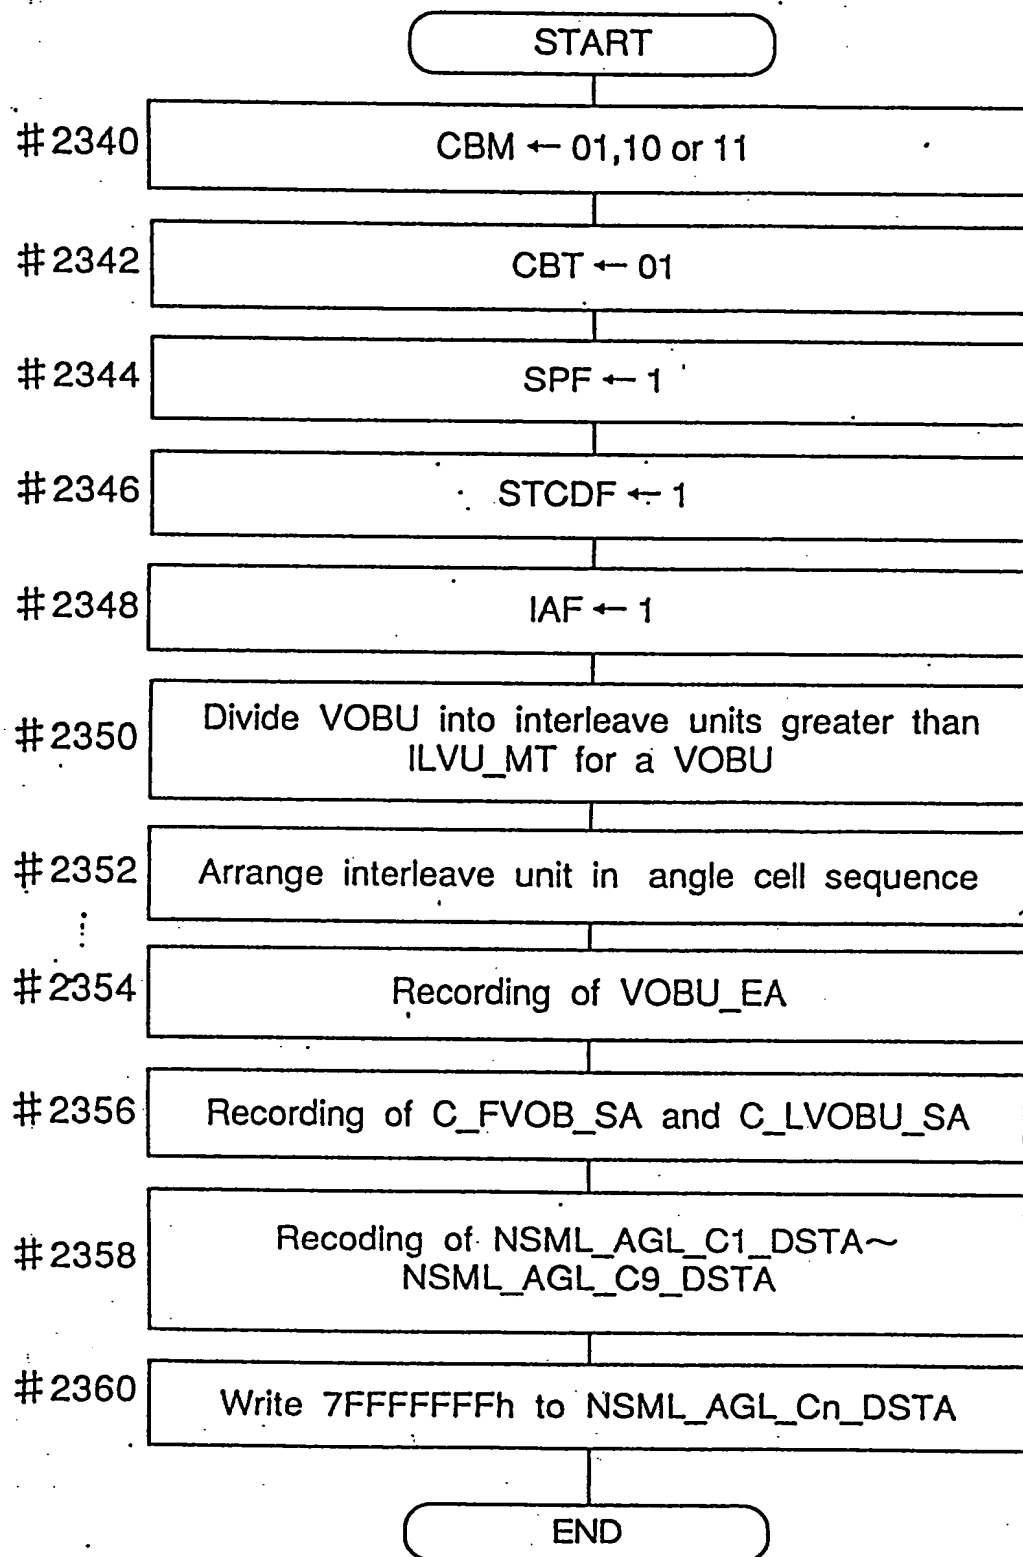 START
#2340 CBM ← 01,10 or 11
#2342 CBT ← 01
#2344 SPF ← 1
#2346 STCDF ← 1
#2348 IAF ← 1
#2350 Divide VOBU into interleave units greater than
ILVU_MT for a VOBU
#2352 Arrange interleave unit in angle cell sequence
#2354 Recording of VOBU_EA
#2356 Recording of C_FVOB_SA and C_LVOBU_SA
#2358 Recoding of NSML_AGL_C1_DSTA~
NSML_AGL_C9_DSTA
#2360 Write 7FFFFFFFh to NSML_AGL_Cn_DSTA
END